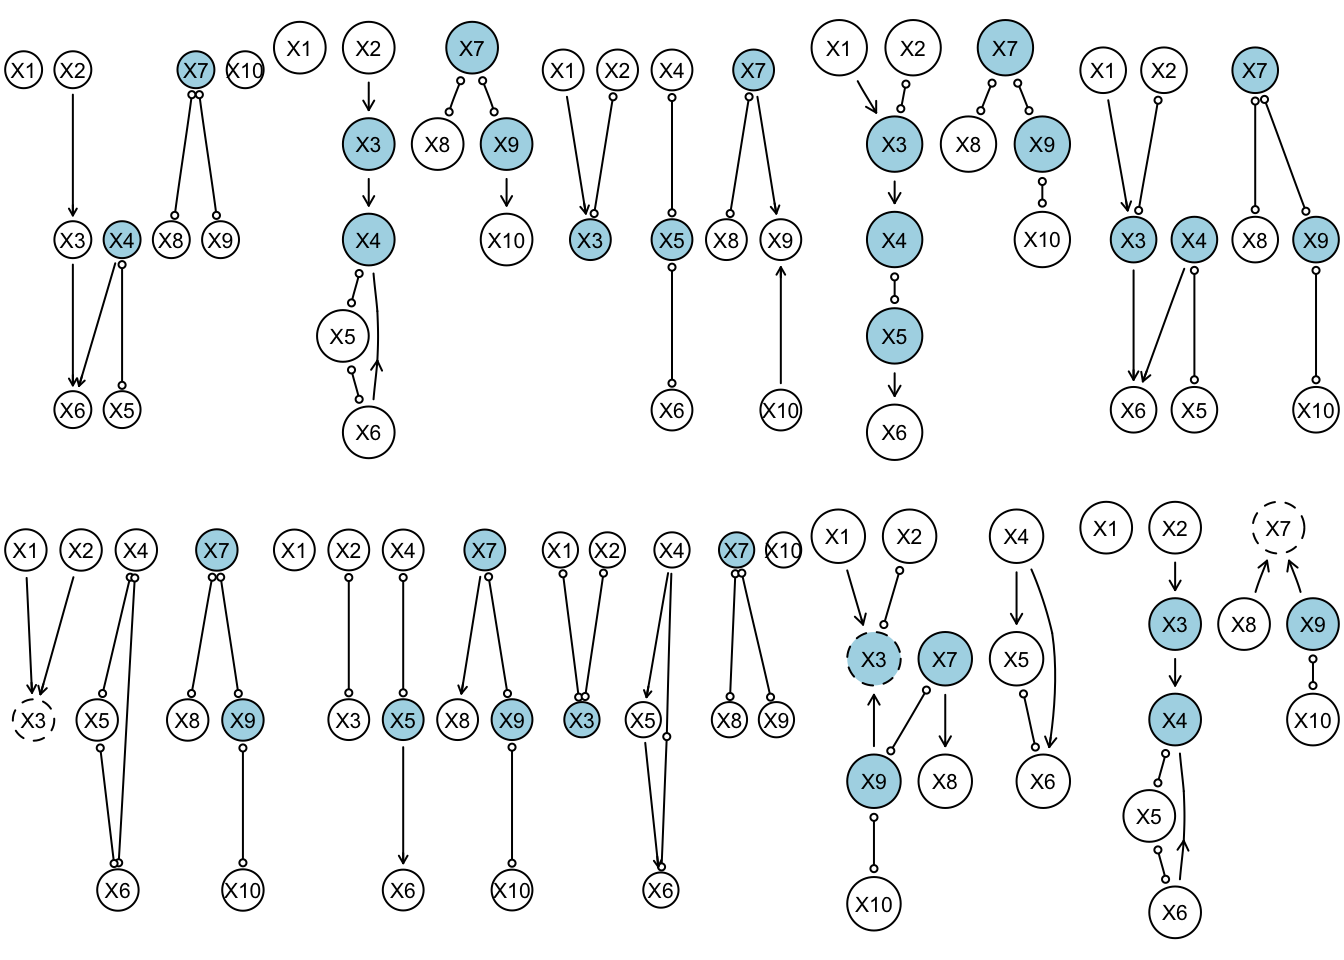 X1 X2 X7 X10
X3 X4 X8 X9
X6 X5
X1 X2 X7
X3 X8 X9
X4 X10
X5
X6
X1 X2 X4 X7
X3 X5 X8 X9
X6 X10
X1 X2 X7
X3 X8 X9
X4 X10
X5
X6
X1 X2 X7
X3 X4 X8 X9
X6 X5 X10
X1 X2 X4 X7
X3 X5 X8 X9
X6 X10
X1 X2 X4 X7
X3 X5 X8 X9
X6 X10
X1 X2 X4 X7 X10
X3 X5 X8 X9
X6
X1 X2 X4
X3 X7 X5
X9 X8 X6
X10
X1 X2 X7
X3 X8 X9
X4 X10
X5
X6